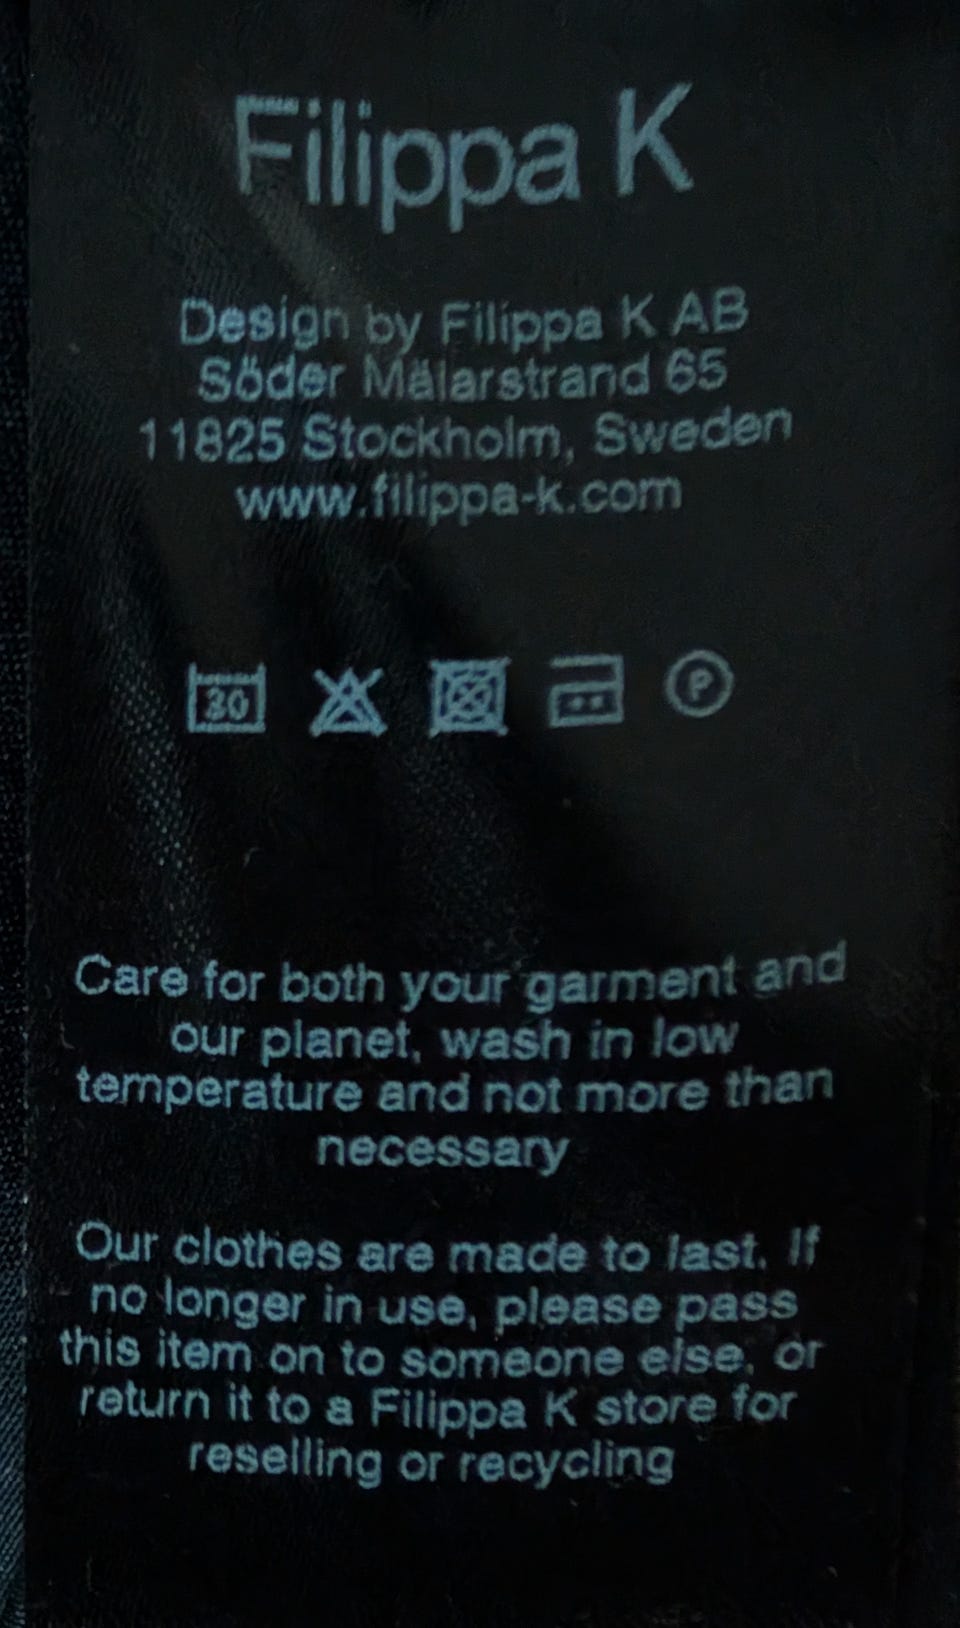 Filippa K
Design by Filippa K AB
Söder Mälarstrand 65
11825 Stockholm, Sweden
www.filippa-k.com
30 P
Care for both your garment and
our planet, wash in low
temperature and not more than
necessary
Our clothes are made to last. If
no longer in use, please pass
this item on to someone else, or
return it to a Filippa K store for
reselling or recycling